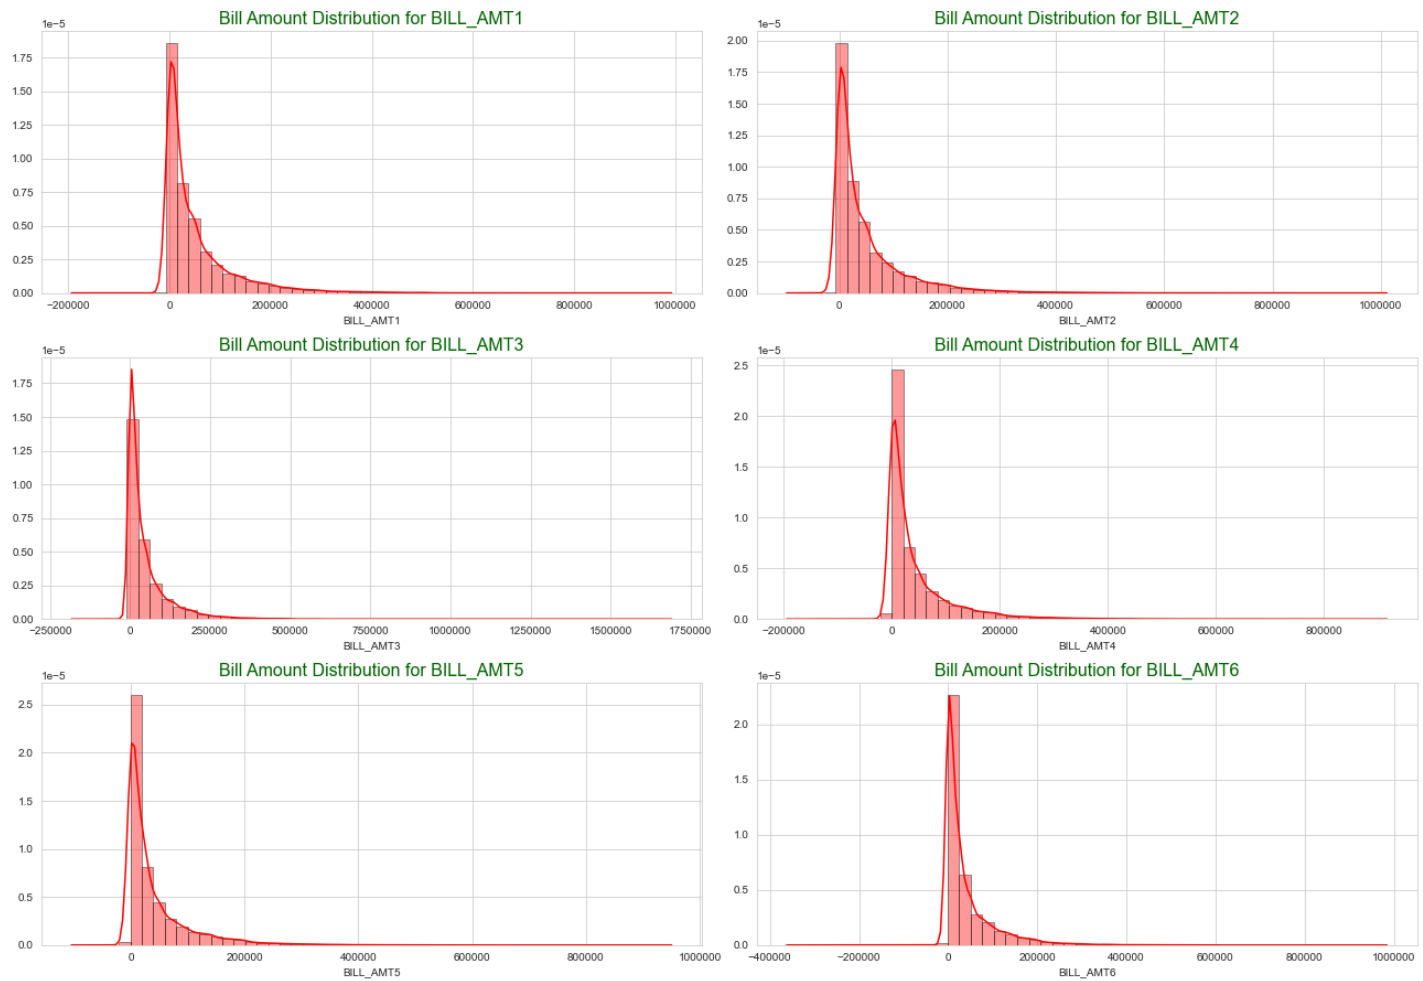 Bill Amount Distribution for BILL_AMT1
1e−5
1.75
1.50
1.25
1.00
0.75
0.50
0.25
0.00
−200000 0 200000 400000 600000 800000 1000000
BILL_AMT1
Bill Amount Distribution for BILL_AMT2
1e−5
2.00
1.75
1.50
1.25
1.00
0.75
0.50
0.25
0.00
0 200000 400000 600000 800000 1000000
BILL_AMT2
Bill Amount Distribution for BILL_AMT3
1e−5
1.75
1.50
1.25
1.00
0.75
0.50
0.25
0.00
−250000 0 250000 500000 750000 1000000 1250000 1500000 1750000
BILL_AMT3
Bill Amount Distribution for BILL_AMT4
1e−5
2.5
2.0
1.5
1.0
0.5
0.0
−200000 0 200000 400000 600000 800000
BILL_AMT4
Bill Amount Distribution for BILL_AMT5
1e−5
2.5
2.0
1.5
1.0
0.5
0.0
0 200000 400000 600000 800000 1000000
BILL_AMT5
Bill Amount Distribution for BILL_AMT6
1e−5
2.0
1.5
1.0
0.5
0.0
−400000 −200000 0 200000 400000 600000 800000 1000000
BILL_AMT6